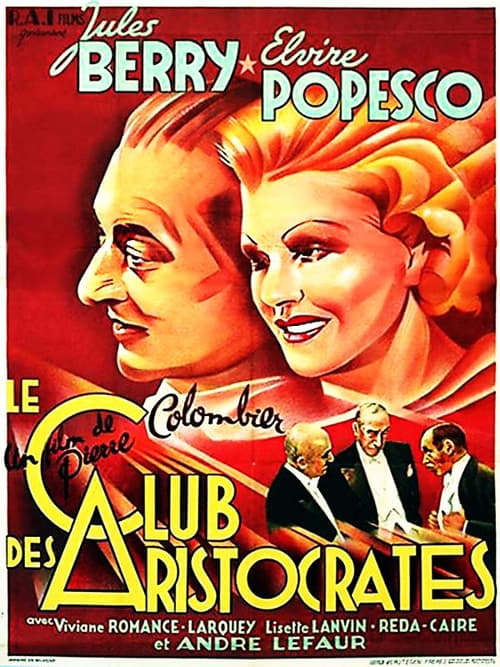 R.A.I FILMS
présentent
Jules Elvire
BERRY ★ POPESCO
LE
un film de
Pierre Colombier
CLUB
DES ARISTOCRATES
avec Viviane ROMANCE - LARQUEY Lisette LANVIN - REDA-CAIRE
et ANDRE LEFAUR